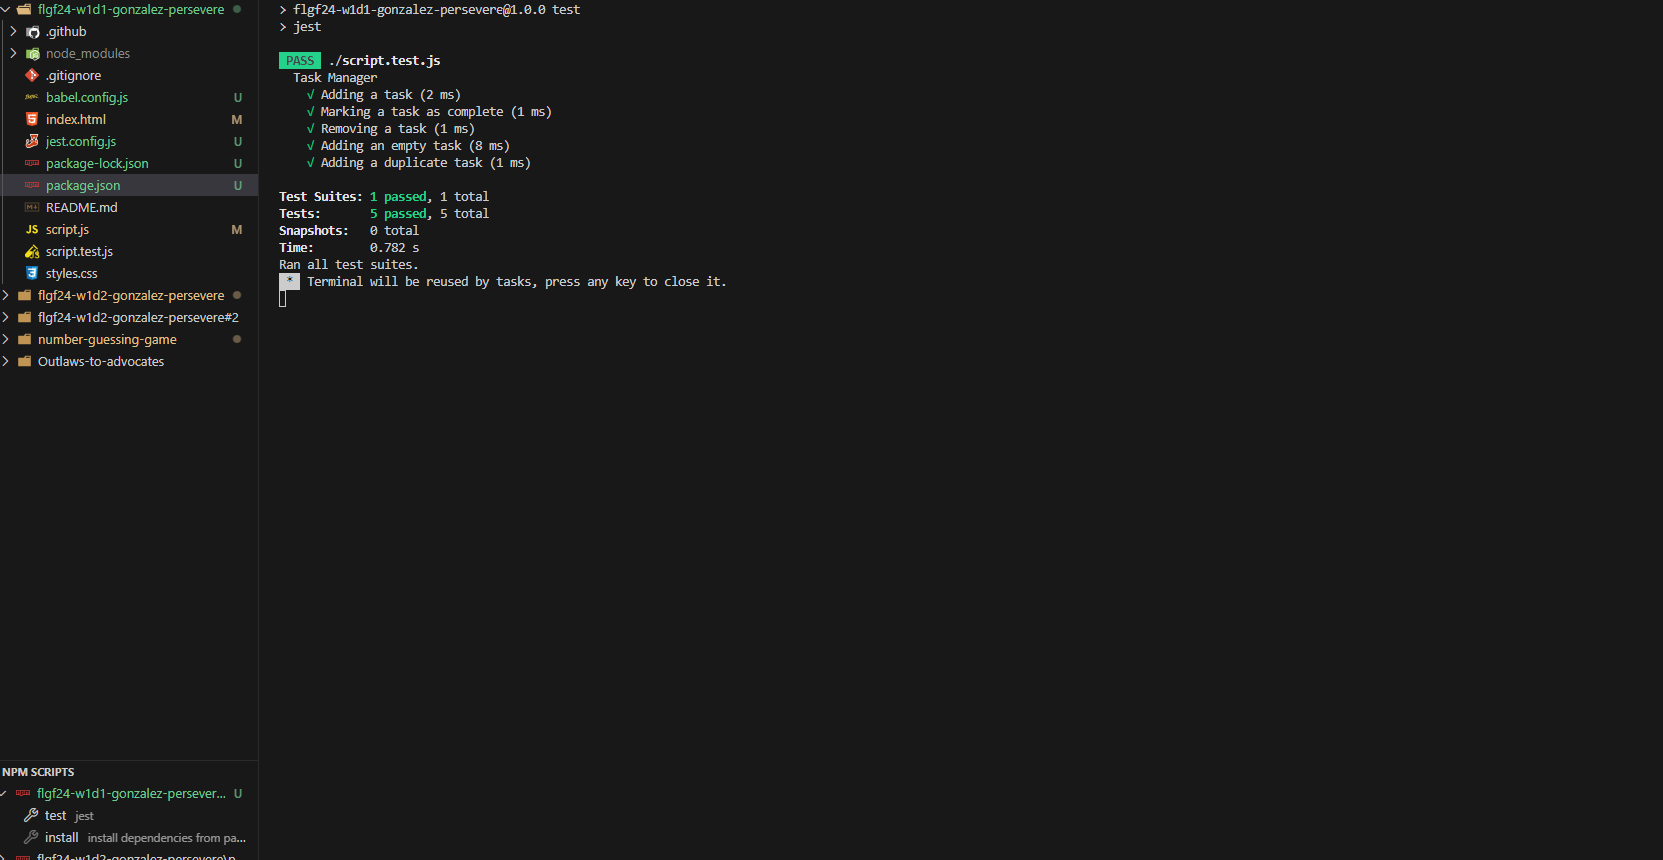 flgf24-w1d1-gonzalez-persevere
.github
node_modules
.gitignore
babel.config.js U
index.html M
jest.config.js U
package-lock.json U
package.json U
README.md
JS script.js M
script.test.js
styles.css
flgf24-w1d2-gonzalez-persevere
flgf24-w1d2-gonzalez-persevere#2
number-guessing-game
Outlaws-to-advocates
NPM SCRIPTS
flgf24-w1d1-gonzalez-persever... U
test jest
install install dependencies from pa...
flgf24-w1d2-gonzalez-persevere\p
> flgf24-w1d1-gonzalez-persevere@1.0.0 test
> jest
PASS ./script.test.js
Task Manager
√ Adding a task (2 ms)
√ Marking a task as complete (1 ms)
√ Removing a task (1 ms)
√ Adding an empty task (8 ms)
√ Adding a duplicate task (1 ms)
Test Suites: 1 passed, 1 total
Tests: 5 passed, 5 total
Snapshots: 0 total
Time: 0.782 s
Ran all test suites.
* Terminal will be reused by tasks, press any key to close it.